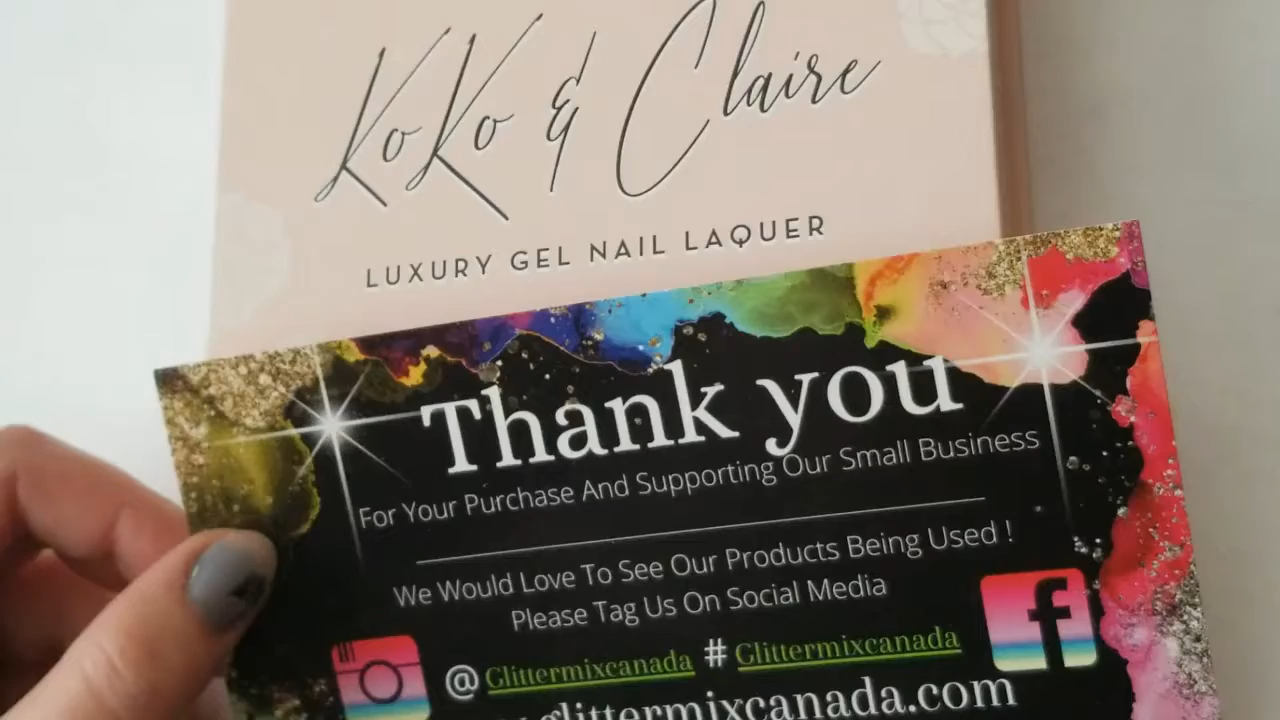 KoKo & Claire
LUXURY GEL NAIL LAQUER
Thank you
For Your Purchase And Supporting Our Small Business
We Would Love To See Our Products Being Used !
Please Tag Us On Social Media
@Glittermixcanada #Glittermixcanada
glittermixcanada.com